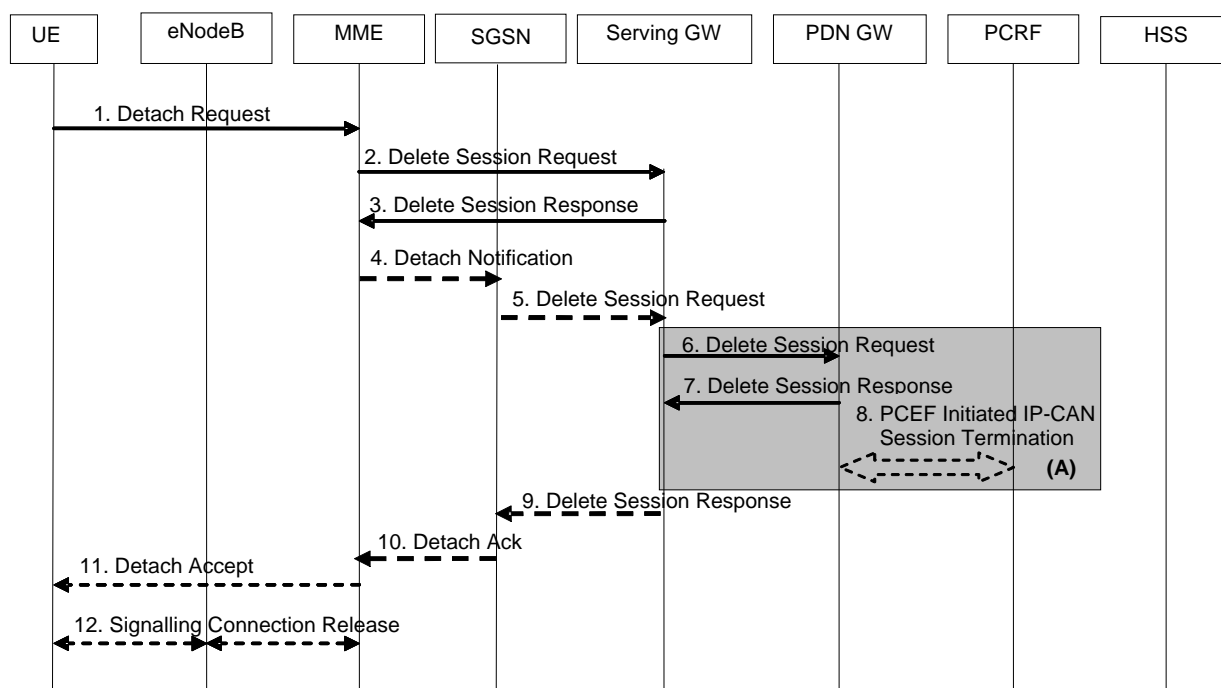 UE
eNodeB
MME
SGSN
Serving GW
PDN GW
PCRF
HSS
1. Detach Request
2. Delete Session Request
3. Delete Session Response
4. Detach Notification
5. Delete Session Request
6. Delete Session Request
7. Delete Session Response
8. PCEF Initiated IP-CAN
Session Termination
(A)
9. Delete Session Response
10. Detach Ack
11. Detach Accept
12. Signalling Connection Release